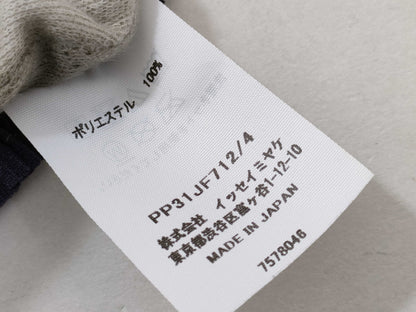 ポリエステル 100%
PP31JF712/4
株式会社 イッセイミヤケ
東京都渋谷区富ケ谷1-12-10
MADE IN JAPAN
7578046